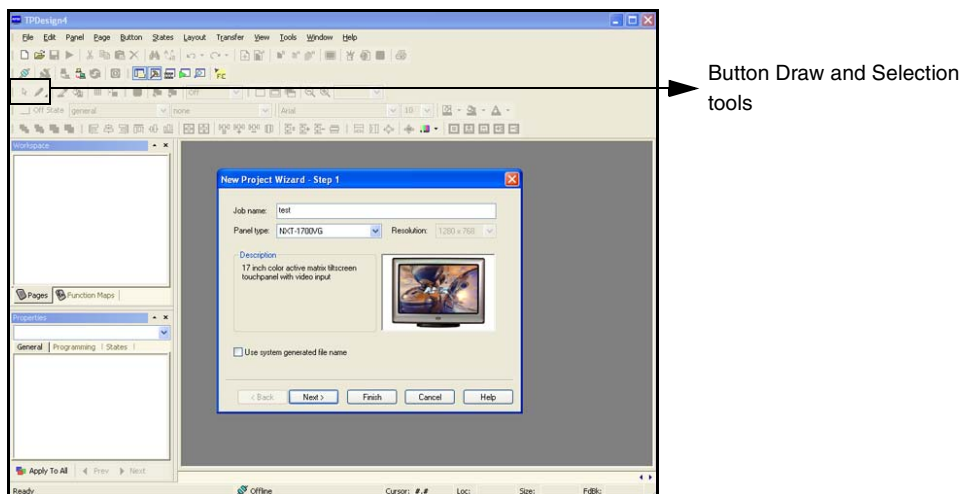 TPDesign4
File Edit Panel Page Button States Layout Transfer View Tools Window Help
FC
Off
Off State general none Arial 10
Button Draw and Selection
tools
Workspace
New Project Wizard - Step 1
Job name: test
Panel type: NXT-1700VG Resolution: 1280 x 768
Description
17 inch color active matrix tiltscreen
touchpanel with video input
Pages Function Maps
Properties
General Programming States
Use system generated file name
< Back Next > Finish Cancel Help
Apply To All Prev Next
Ready Offline Cursor: #,# Loc: Size: FdBk: